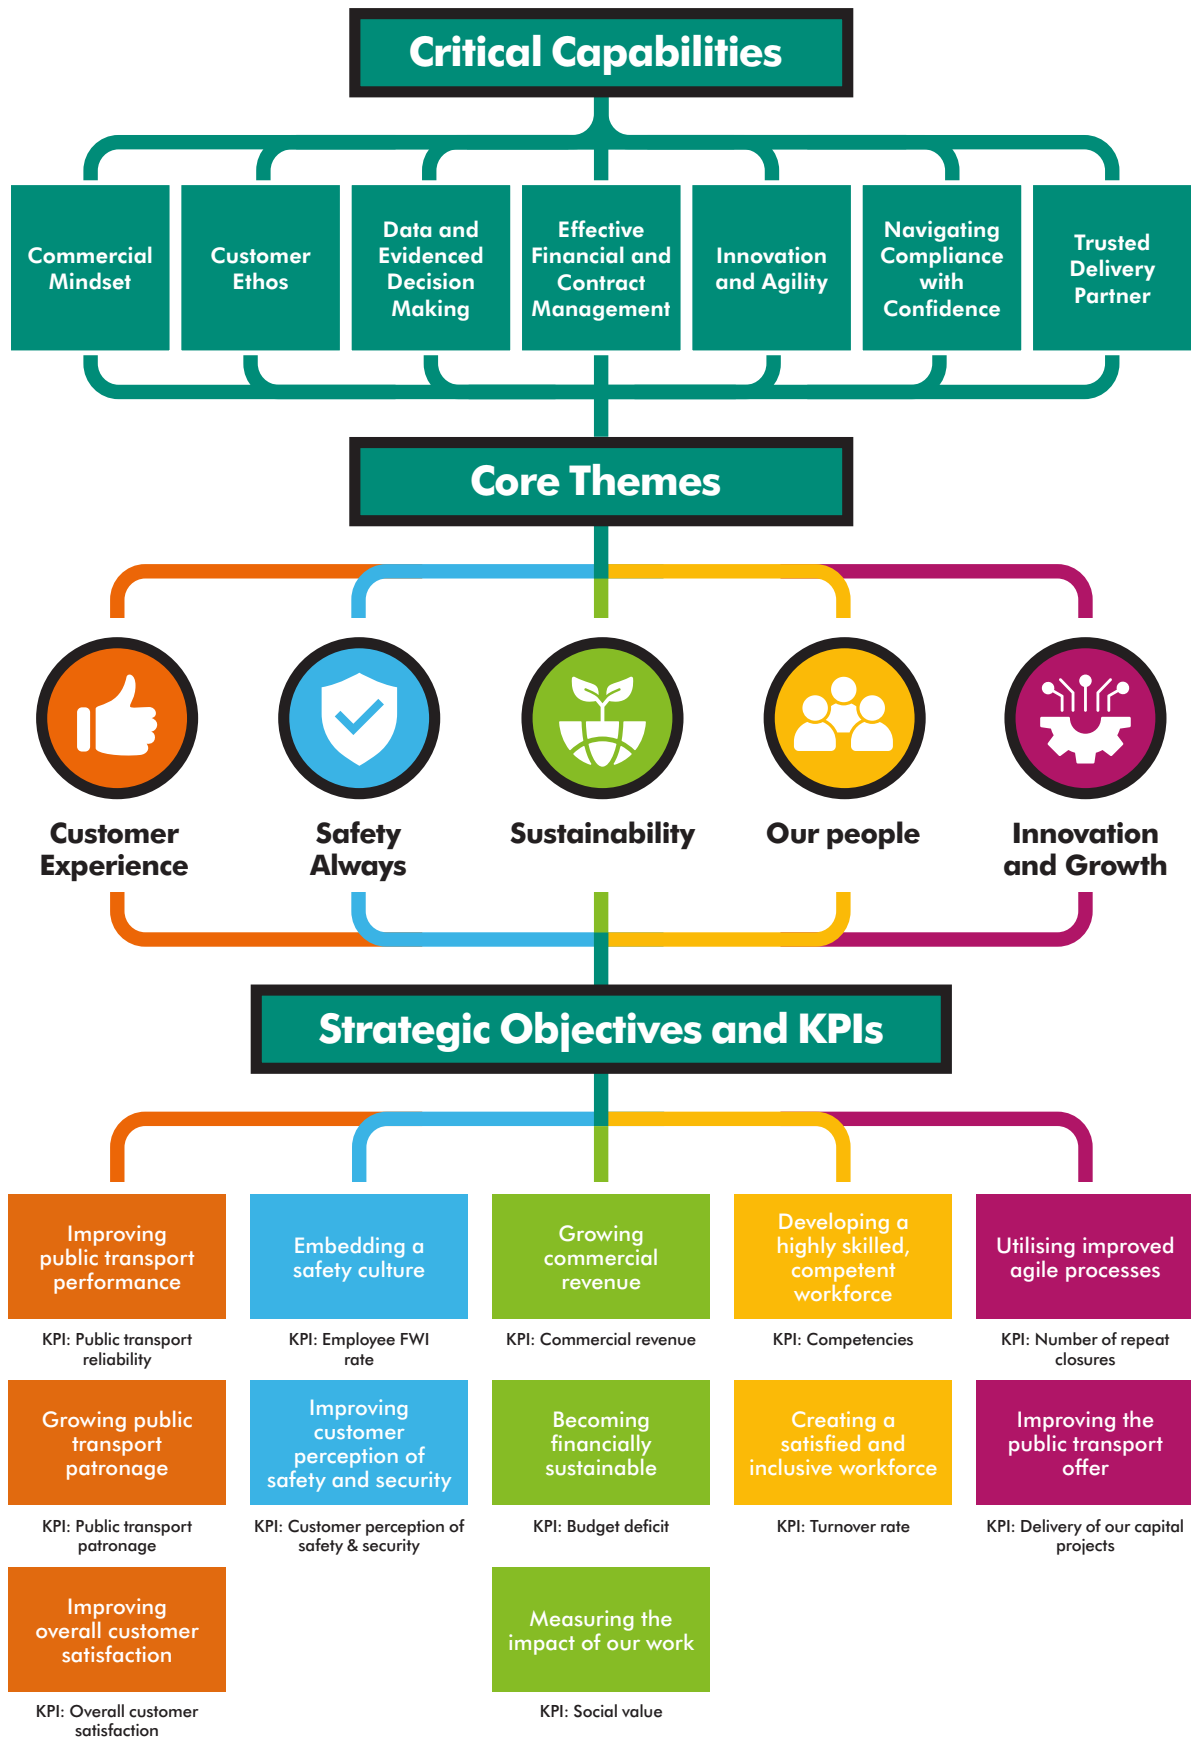 Critical Capabilities
Commercial
Mindset
Customer
Ethos
Data and
Evidenced
Decision
Making
Effective
Financial and
Contract
Management
Innovation
and Agility
Navigating
Compliance
with
Confidence
Trusted
Delivery
Partner
Core Themes
Customer
Experience
Safety
Always
Sustainability
Our people
Innovation
and Growth
Strategic Objectives and KPIs
Improving
public transport
performance
KPI: Public transport
reliability
Embedding a
safety culture
KPI: Employee FWI
rate
Growing
commercial
revenue
KPI: Commercial revenue
Developing a
highly skilled,
competent
workforce
KPI: Competencies
Utilising improved
agile processes
KPI: Number of repeat
closures
Growing public
transport
patronage
KPI: Public transport
patronage
Improving
customer
perception of
safety and security
KPI: Customer perception of
safety & security
Becoming
financially
sustainable
KPI: Budget deficit
Creating a
satisfied and
inclusive workforce
KPI: Turnover rate
Improving the
public transport
offer
KPI: Delivery of our capital
projects
Improving
overall customer
satisfaction
KPI: Overall customer
satisfaction
Measuring the
impact of our work
KPI: Social value